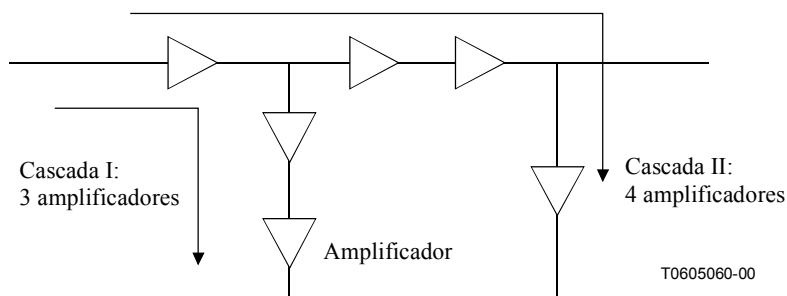 Cascada I:
3 amplificadores
Amplificador
Cascada II:
4 amplificadores
T0605060-00